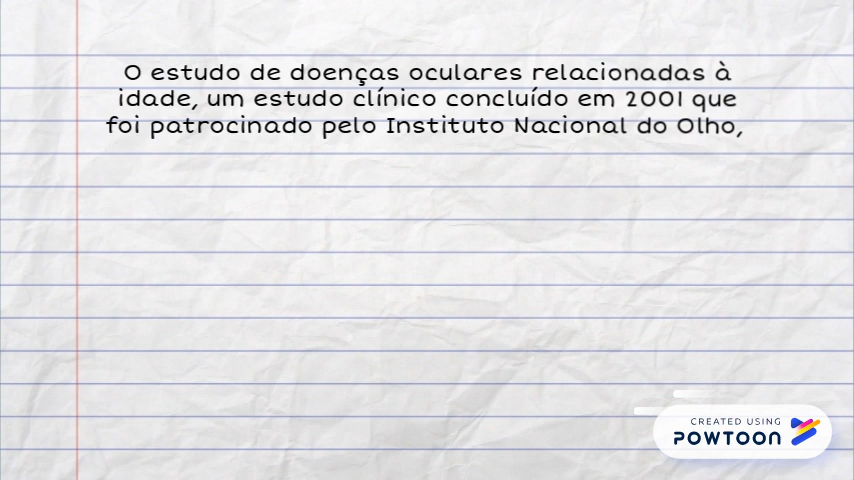 O estudo de doenças oculares relacionadas à
idade, um estudo clínico concluído em 2001 que
foi patrocinado pelo Instituto Nacional do Olho,
CREATED USING
POWTOON